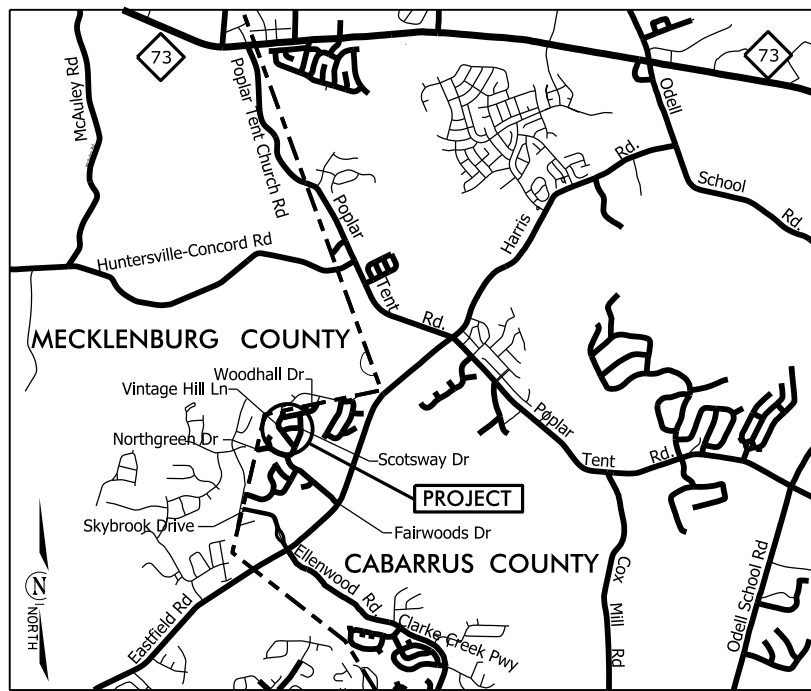 73
73
McAuley Rd
Poplar Tent Church Rd
Odell
School
Rd.
Harris
Rd.
Poplar
Tent
Rd.
Huntersville-Concord Rd
MECKLENBURG COUNTY
Woodhall Dr
Vintage Hill Ln
Northgreen Dr
Scotsway Dr
Pøplar
Tent
Rd.
PROJECT
Skybrook Drive
Fairwoods Dr
CABARRUS COUNTY
Ellenwood Rd
Eastfield Rd
Clarke Creek Pwy
Cox Mill Rd
Odell School Rd
N
NORTH